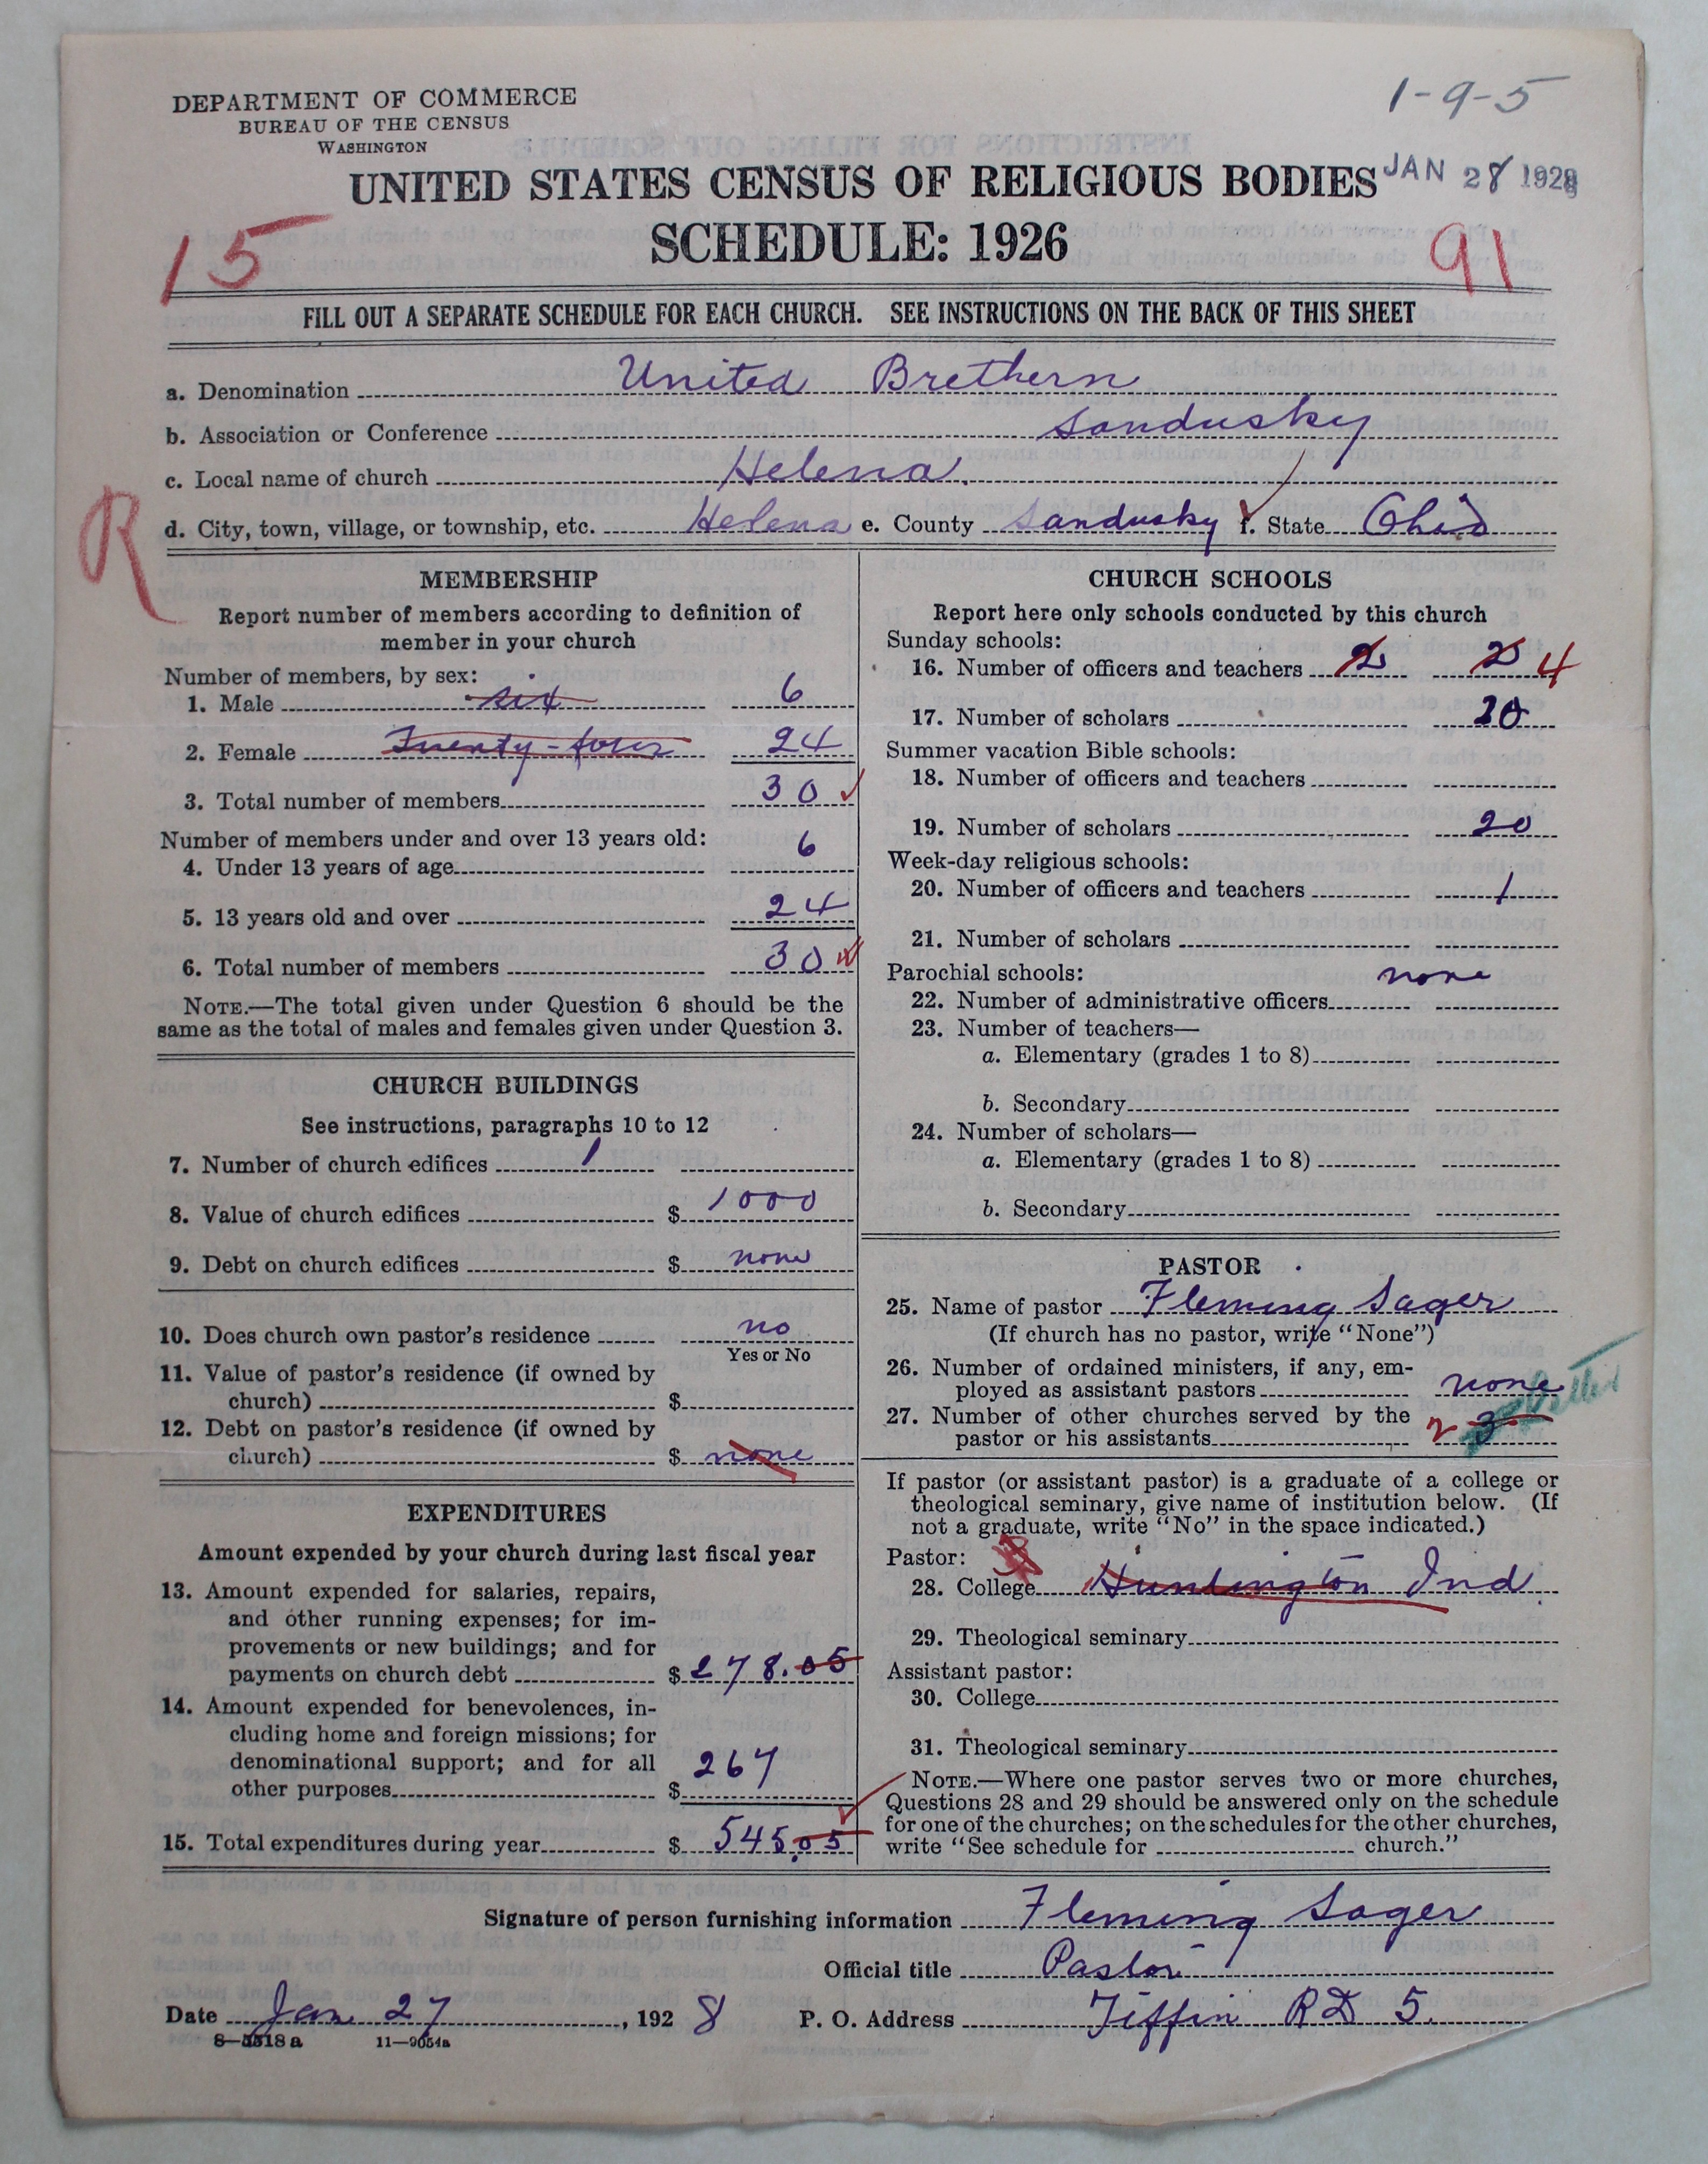 DEPARTMENT OF COMMERCE
BUREAU OF THE CENSUS
WASHINGTON
1-9-5
UNITED STATES CENSUS OF RELIGIOUS BODIES
JAN 28 1928
SCHEDULE: 1926
15
91
FILL OUT A SEPARATE SCHEDULE FOR EACH CHURCH. SEE INSTRUCTIONS ON THE BACK OF THIS SHEET
a. Denomination United Brethern
b. Association or Conference Sandusky
c. Local name of church Helena
R
d. City, town, village, or township, etc. Helena e. County Sandusky f. State Ohio
MEMBERSHIP
Report number of members according to definition of
member in your church
Number of members, by sex:
1. Male six 6
2. Female Twenty-four 24
3. Total number of members 30
Number of members under and over 13 years old:
4. Under 13 years of age 6
5. 13 years old and over 24
6. Total number of members 30
NOTE.—The total given under Question 6 should be the
same as the total of males and females given under Question 3.
CHURCH BUILDINGS
See instructions, paragraphs 10 to 12
7. Number of church edifices 1
8. Value of church edifices $ 1000
9. Debt on church edifices $ none
10. Does church own pastor's residence no
Yes or No
11. Value of pastor's residence (if owned by
church) $
12. Debt on pastor's residence (if owned by
church) $ none
EXPENDITURES
Amount expended by your church during last fiscal year
13. Amount expended for salaries, repairs,
and other running expenses; for im-
provements or new buildings; and for
payments on church debt $ 278.05
14. Amount expended for benevolences, in-
cluding home and foreign missions; for
denominational support; and for all
other purposes $ 267
15. Total expenditures during year $ 545.05
CHURCH SCHOOLS
Report here only schools conducted by this church
Sunday schools:
16. Number of officers and teachers 2 2 4
17. Number of scholars 20
Summer vacation Bible schools:
18. Number of officers and teachers
19. Number of scholars 20
Week-day religious schools:
20. Number of officers and teachers 1
21. Number of scholars
Parochial schools: none
22. Number of administrative officers
23. Number of teachers—
a. Elementary (grades 1 to 8)
b. Secondary
24. Number of scholars—
a. Elementary (grades 1 to 8)
b. Secondary
PASTOR
25. Name of pastor Fleming Sager
(If church has no pastor, write "None")
26. Number of ordained ministers, if any, em-
ployed as assistant pastors none
27. Number of other churches served by the
pastor or his assistants 2 3
If pastor (or assistant pastor) is a graduate of a college or
theological seminary, give name of institution below. (If
not a graduate, write "No" in the space indicated.)
Pastor:
28. College Huntington Ind
29. Theological seminary
Assistant pastor:
30. College
31. Theological seminary
NOTE.—Where one pastor serves two or more churches,
Questions 28 and 29 should be answered only on the schedule
for one of the churches; on the schedules for the other churches,
write "See schedule for church."
Signature of person furnishing information Fleming Sager
Official title Pastor
Date Jan 27, 1928 P. O. Address Tiffin RD 5.
8—5518a 11—9054a